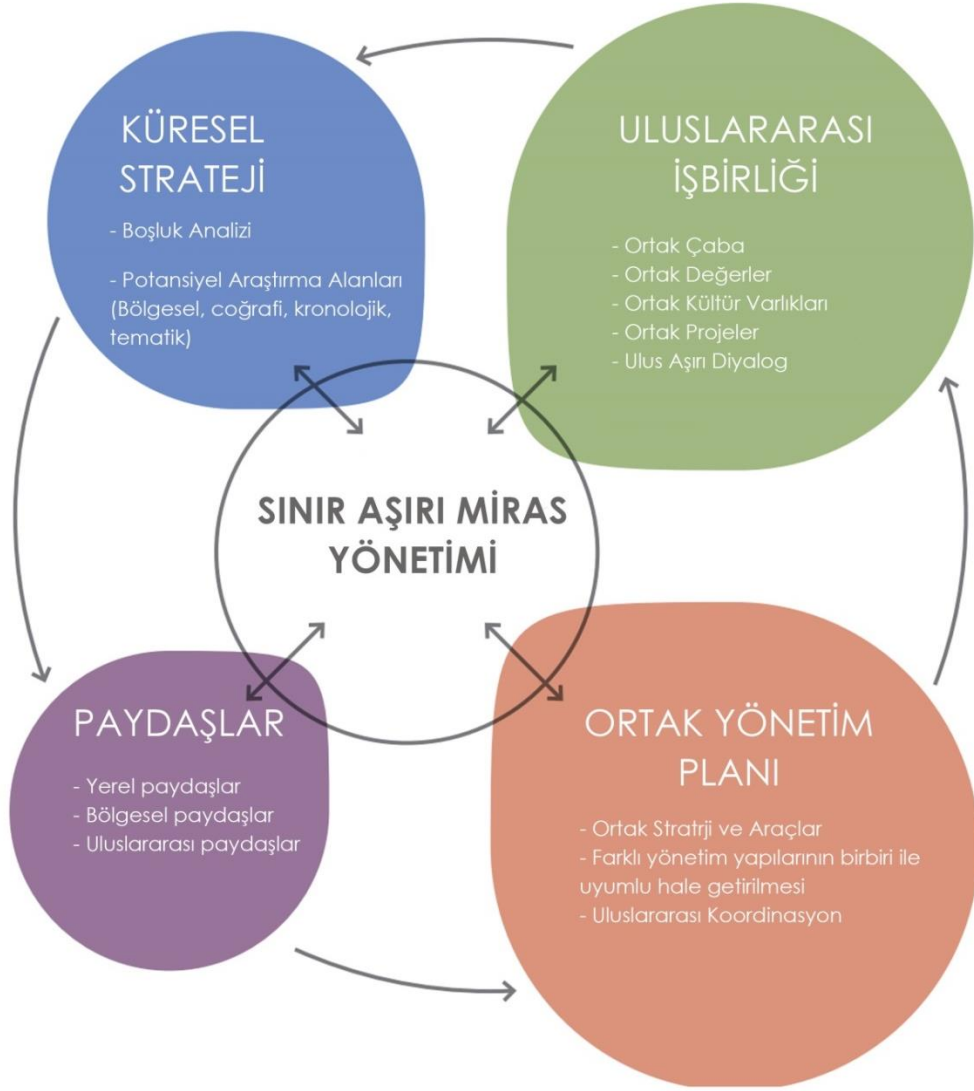 KÜRESEL
STRATEJİ
- Boşluk Analizi
- Potansiyel Araştırma Alanları
(Bölgesel, coğrafi, kronolojik,
tematik)
ULUSLARARASI
İŞBİRLİĞİ
- Ortak Çaba
- Ortak Değerler
- Ortak Kültür Varlıkları
- Ortak Projeler
- Ulus Aşırı Diyalog
SINIR AŞIRI MİRAS
YÖNETİMİ
PAYDAŞLAR
- Yerel paydaşlar
- Bölgesel paydaşlar
- Uluslararası paydaşlar
ORTAK YÖNETİM
PLANI
- Ortak Stratrji ve Araçlar
- Farklı yönetim yapılarının birbiri ile
uyumlu hale getirilmesi
- Uluslararası Koordinasyon